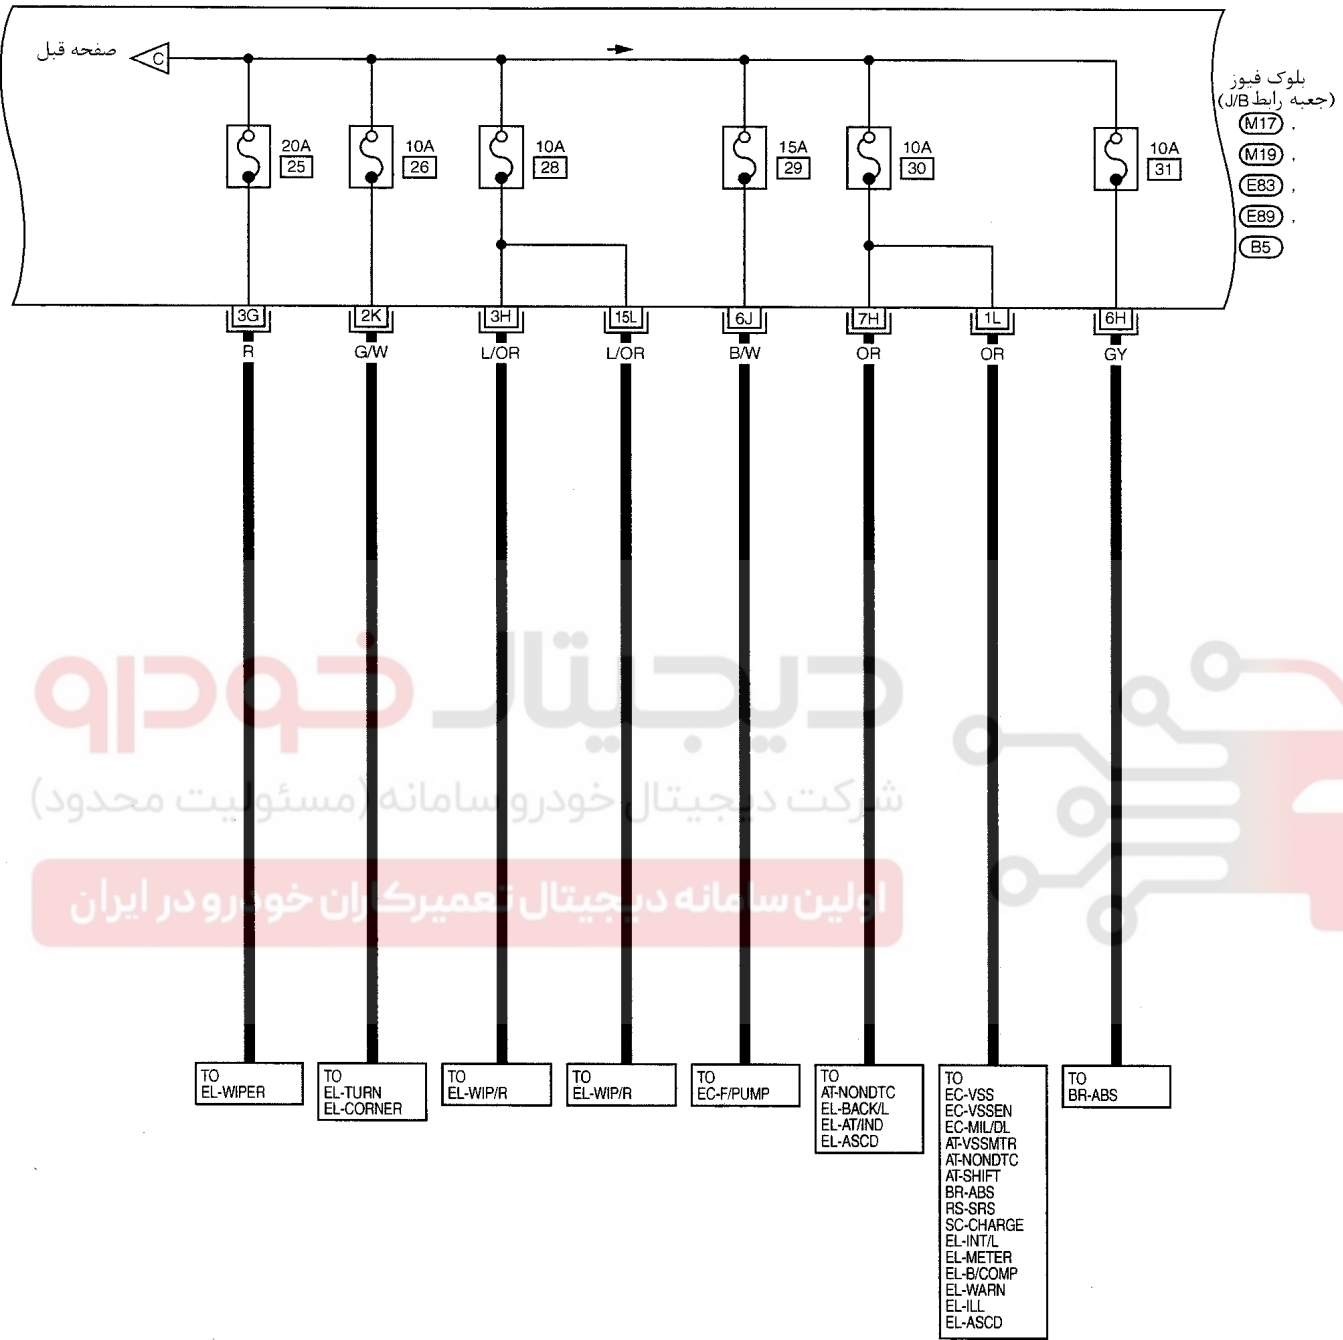 صفحه قبل
C
بلوک فیوز
(جعبه رابط J/B)
M17 ,
M19 ,
E83 ,
E89 ,
B5
20A
25
10A
26
10A
28
15A
29
10A
30
10A
31
3G
2K
3H
15L
6J
7H
1L
6H
R
G/W
L/OR
L/OR
B/W
OR
OR
GY
دیجیتال خودرو
شرکت دیجیتال خودرو سامانه (مسئولیت محدود)
اولین سامانه دیجیتال تعمیرکاران خودرو در ایران
TO
EL-WIPER
TO
EL-TURN
EL-CORNER
TO
EL-WIP/R
TO
EL-WIP/R
TO
EC-F/PUMP
TO
AT-NONDTC
EL-BACK/L
EL-AT/IND
EL-ASCD
TO
EC-VSS
EC-VSSEN
EC-MIL/DL
AT-VSSMTR
AT-NONDTC
AT-SHIFT
BR-ABS
RS-SRS
SC-CHARGE
EL-INT/L
EL-METER
EL-B/COMP
EL-WARN
EL-ILL
EL-ASCD
TO
BR-ABS